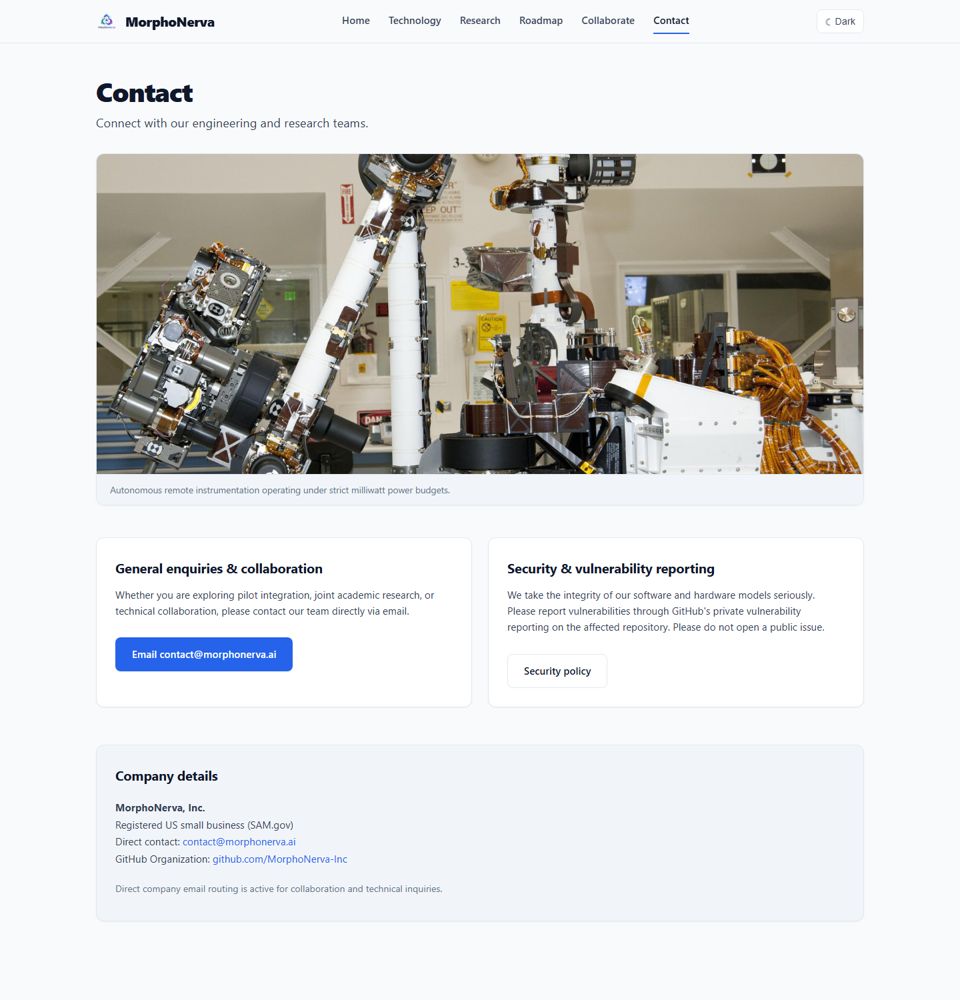 MorphoNerva
Home Technology Research Roadmap Collaborate Contact
Dark
Contact
Connect with our engineering and research teams.
FIRE
EEP OUT"
3-
CAUTION
DAN
Autonomous remote instrumentation operating under strict milliwatt power budgets.
General enquiries & collaboration
Whether you are exploring pilot integration, joint academic research, or
technical collaboration, please contact our team directly via email.
Email contact@morphonerva.ai
Security & vulnerability reporting
We take the integrity of our software and hardware models seriously.
Please report vulnerabilities through GitHub's private vulnerability
reporting on the affected repository. Please do not open a public issue.
Security policy
Company details
MorphoNerva, Inc.
Registered US small business (SAM.gov)
Direct contact: contact@morphonerva.ai
GitHub Organization: github.com/MorphoNerva-Inc
Direct company email routing is active for collaboration and technical inquiries.